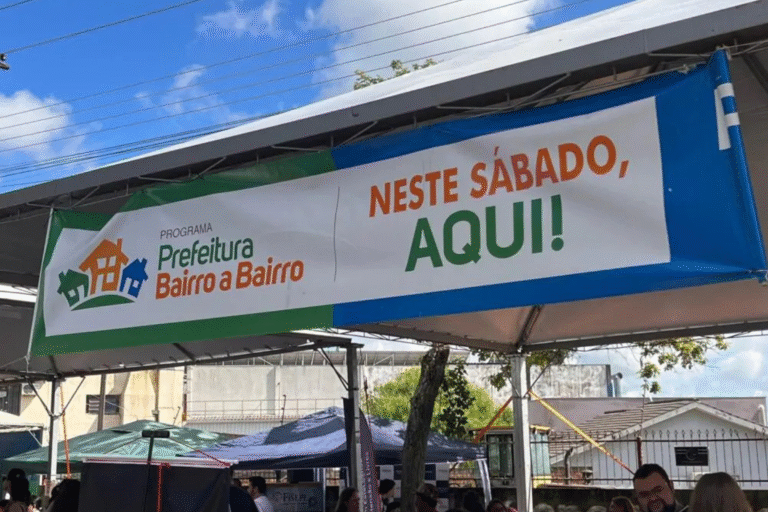 PROGRAMA
Prefeitura
Bairro a Bairro
NESTE SÁBADO,
AQUI!